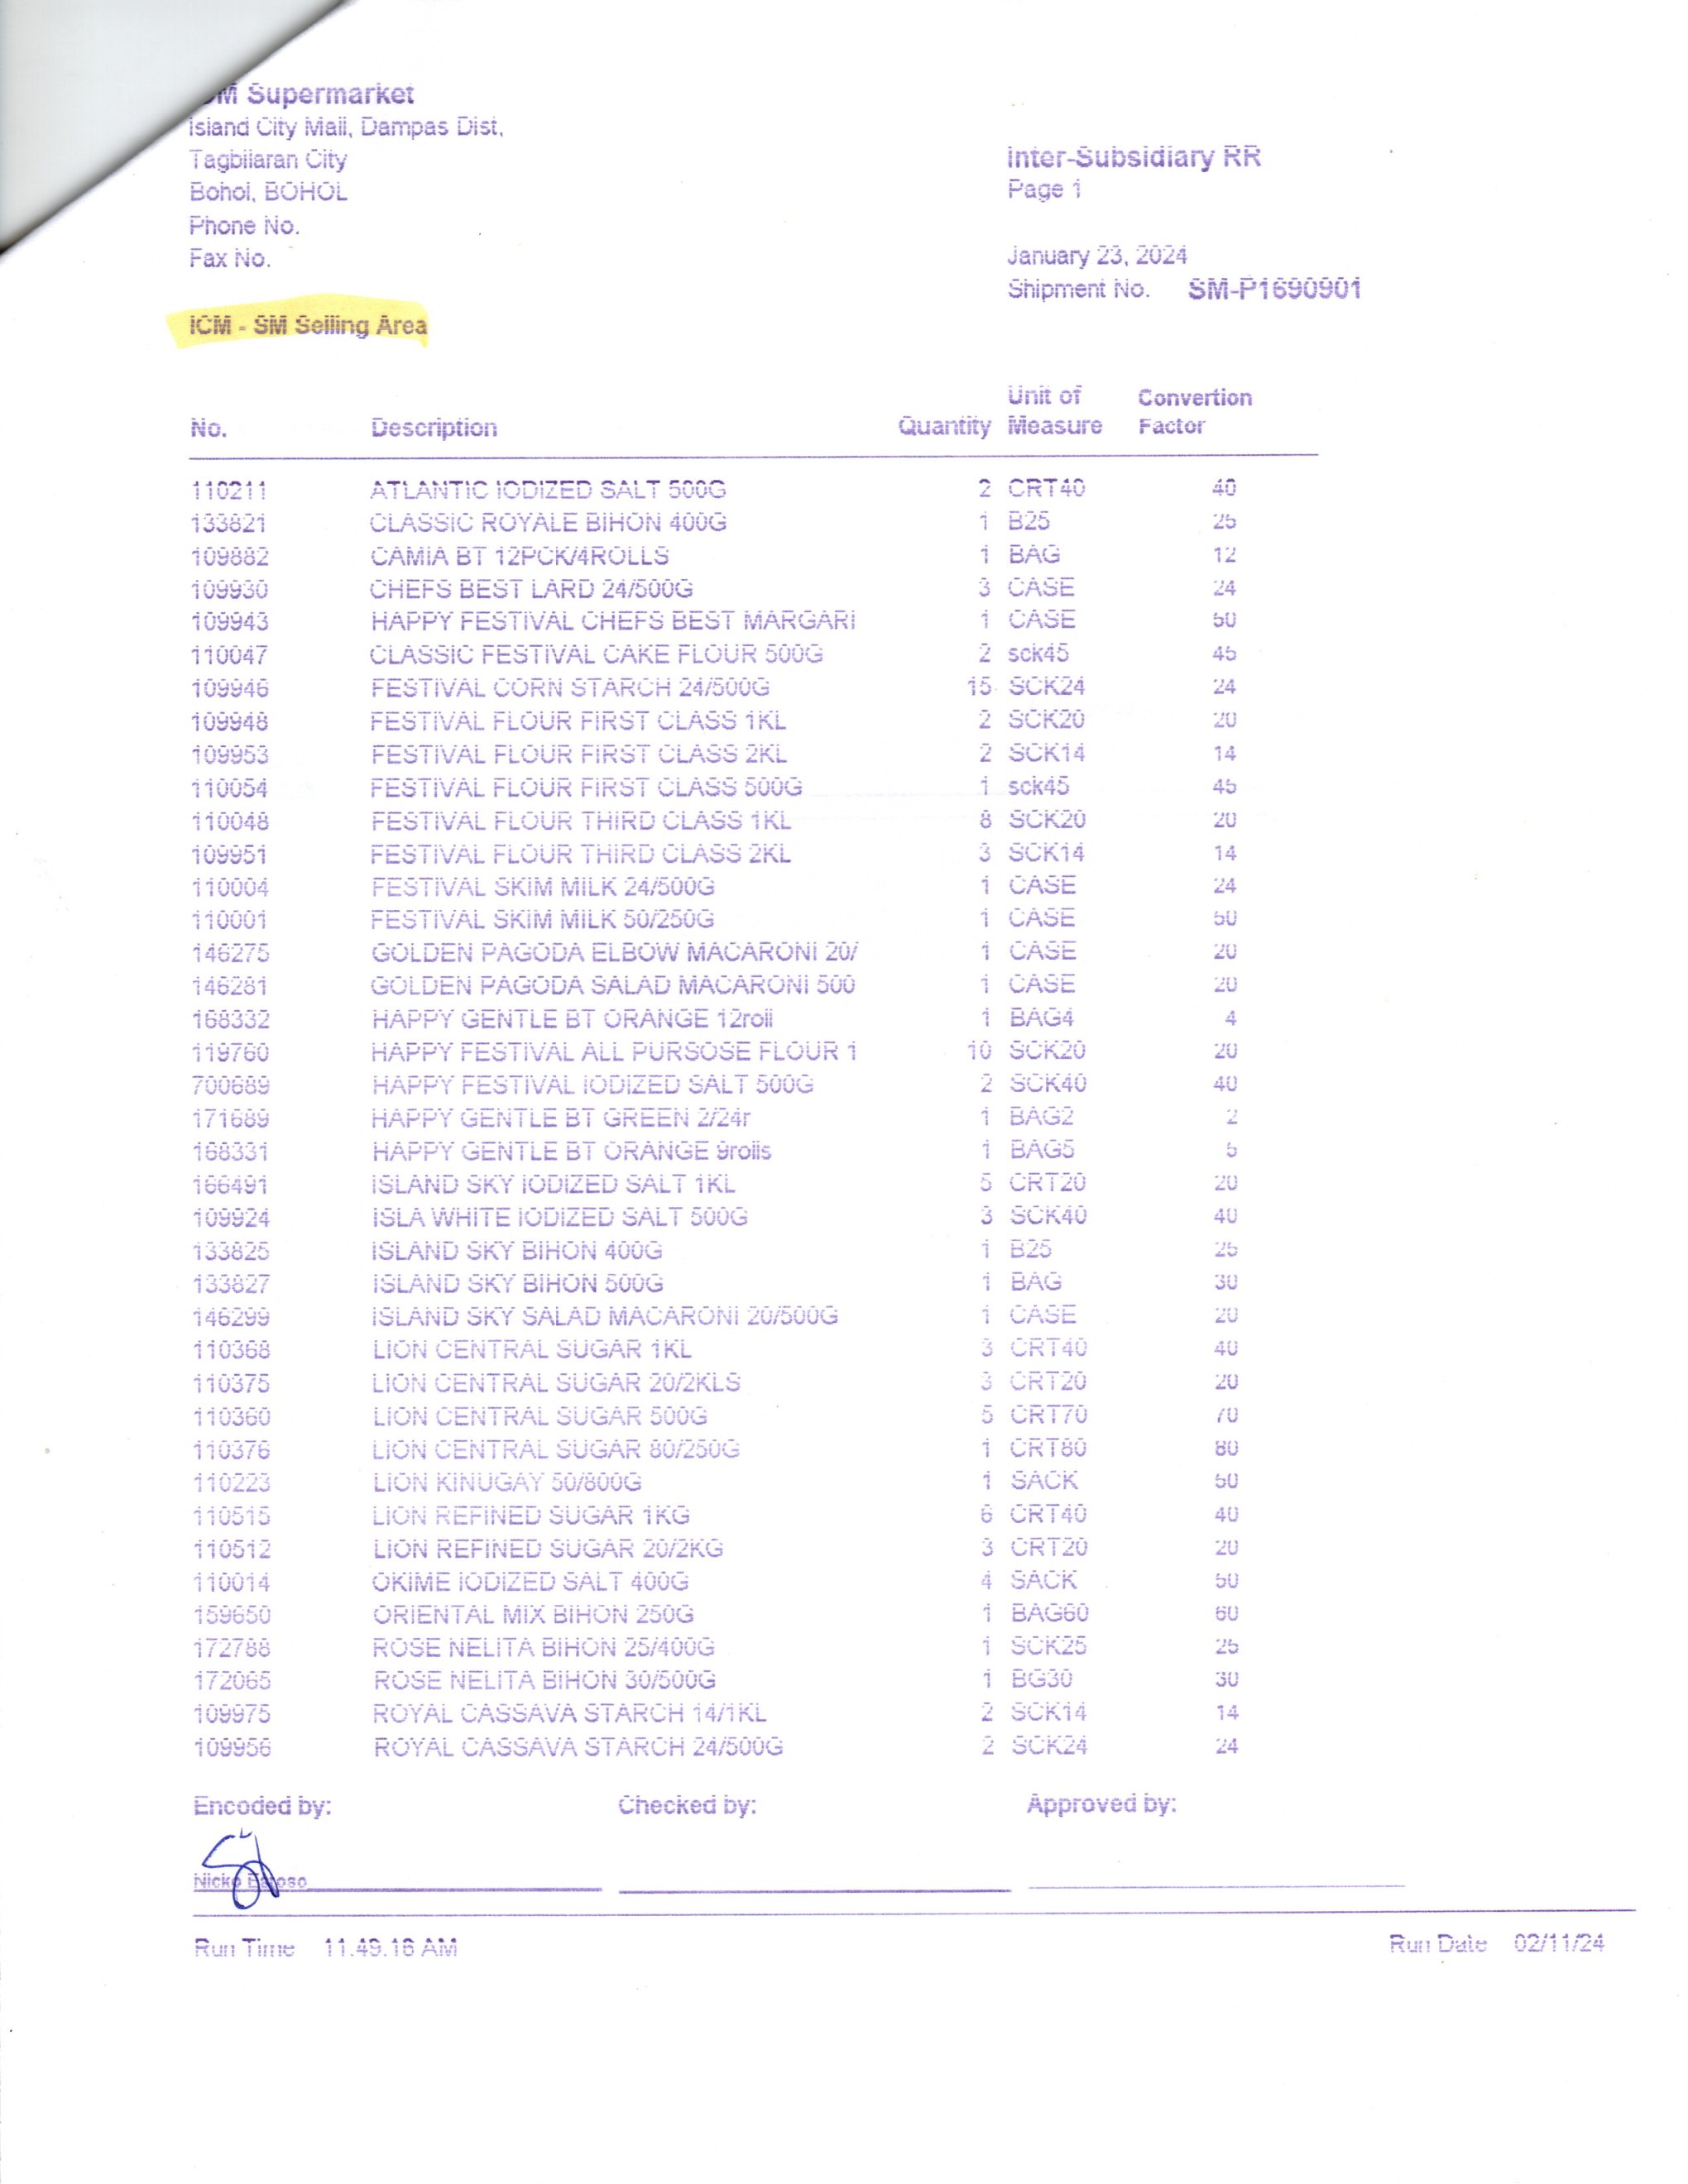 Supermarket
Island City Mall, Dampas Dist,
Tagbilaran City
Bohol, BOHOL
Phone No.
Fax No.
Inter-Subsidiary RR
Page 1
January 23, 2024
Shipment No. SM-P1690901
ICM - SM Selling Area
No. Description Quantity Unit of Measure Convertion Factor
110211 ATLANTIC IODIZED SALT 500G 2 CRT40 40
133821 CLASSIC ROYALE BIHON 400G 1 B25 25
109882 CAMIA BT 12PCK/4ROLLS 1 BAG 12
109930 CHEFS BEST LARD 24/500G 3 CASE 24
109943 HAPPY FESTIVAL CHEFS BEST MARGARI 1 CASE 50
110047 CLASSIC FESTIVAL CAKE FLOUR 500G 2 sck45 45
109946 FESTIVAL CORN STARCH 24/500G 15 SCK24 24
109948 FESTIVAL FLOUR FIRST CLASS 1KL 2 SCK20 20
109953 FESTIVAL FLOUR FIRST CLASS 2KL 2 SCK14 14
110054 FESTIVAL FLOUR FIRST CLASS 500G 1 sck45 45
110048 FESTIVAL FLOUR THIRD CLASS 1KL 8 SCK20 20
109951 FESTIVAL FLOUR THIRD CLASS 2KL 3 SCK14 14
110004 FESTIVAL SKIM MILK 24/500G 1 CASE 24
110001 FESTIVAL SKIM MILK 50/250G 1 CASE 50
146275 GOLDEN PAGODA ELBOW MACARONI 20/ 1 CASE 20
146281 GOLDEN PAGODA SALAD MACARONI 500 1 CASE 20
168332 HAPPY GENTLE BT ORANGE 12roll 1 BAG4 4
119760 HAPPY FESTIVAL ALL PURSOSE FLOUR 1 10 SCK20 20
700689 HAPPY FESTIVAL IODIZED SALT 500G 2 SCK40 40
171689 HAPPY GENTLE BT GREEN 2/24r 1 BAG2 2
168331 HAPPY GENTLE BT ORANGE 9rolls 1 BAG5 5
166491 ISLAND SKY IODIZED SALT 1KL 5 CRT20 20
109924 ISLA WHITE IODIZED SALT 500G 3 SCK40 40
133825 ISLAND SKY BIHON 400G 1 B25 25
133827 ISLAND SKY BIHON 500G 1 BAG 30
146299 ISLAND SKY SALAD MACARONI 20/500G 1 CASE 20
110368 LION CENTRAL SUGAR 1KL 3 CRT40 40
110375 LION CENTRAL SUGAR 20/2KLS 3 CRT20 20
110360 LION CENTRAL SUGAR 500G 5 CRT70 70
110376 LION CENTRAL SUGAR 80/250G 1 CRT80 80
110223 LION KINUGAY 50/800G 1 SACK 50
110515 LION REFINED SUGAR 1KG 6 CRT40 40
110512 LION REFINED SUGAR 20/2KG 3 CRT20 20
110014 OKIME IODIZED SALT 400G 4 SACK 50
159650 ORIENTAL MIX BIHON 250G 1 BAG60 60
172788 ROSE NELITA BIHON 25/400G 1 SCK25 25
172065 ROSE NELITA BIHON 30/500G 1 BG30 30
109975 ROYAL CASSAVA STARCH 14/1KL 2 SCK14 14
109956 ROYAL CASSAVA STARCH 24/500G 2 SCK24 24
Encoded by: Checked by: Approved by:
Nicko
Run Time 11.49.16 AM Run Date 02/11/24